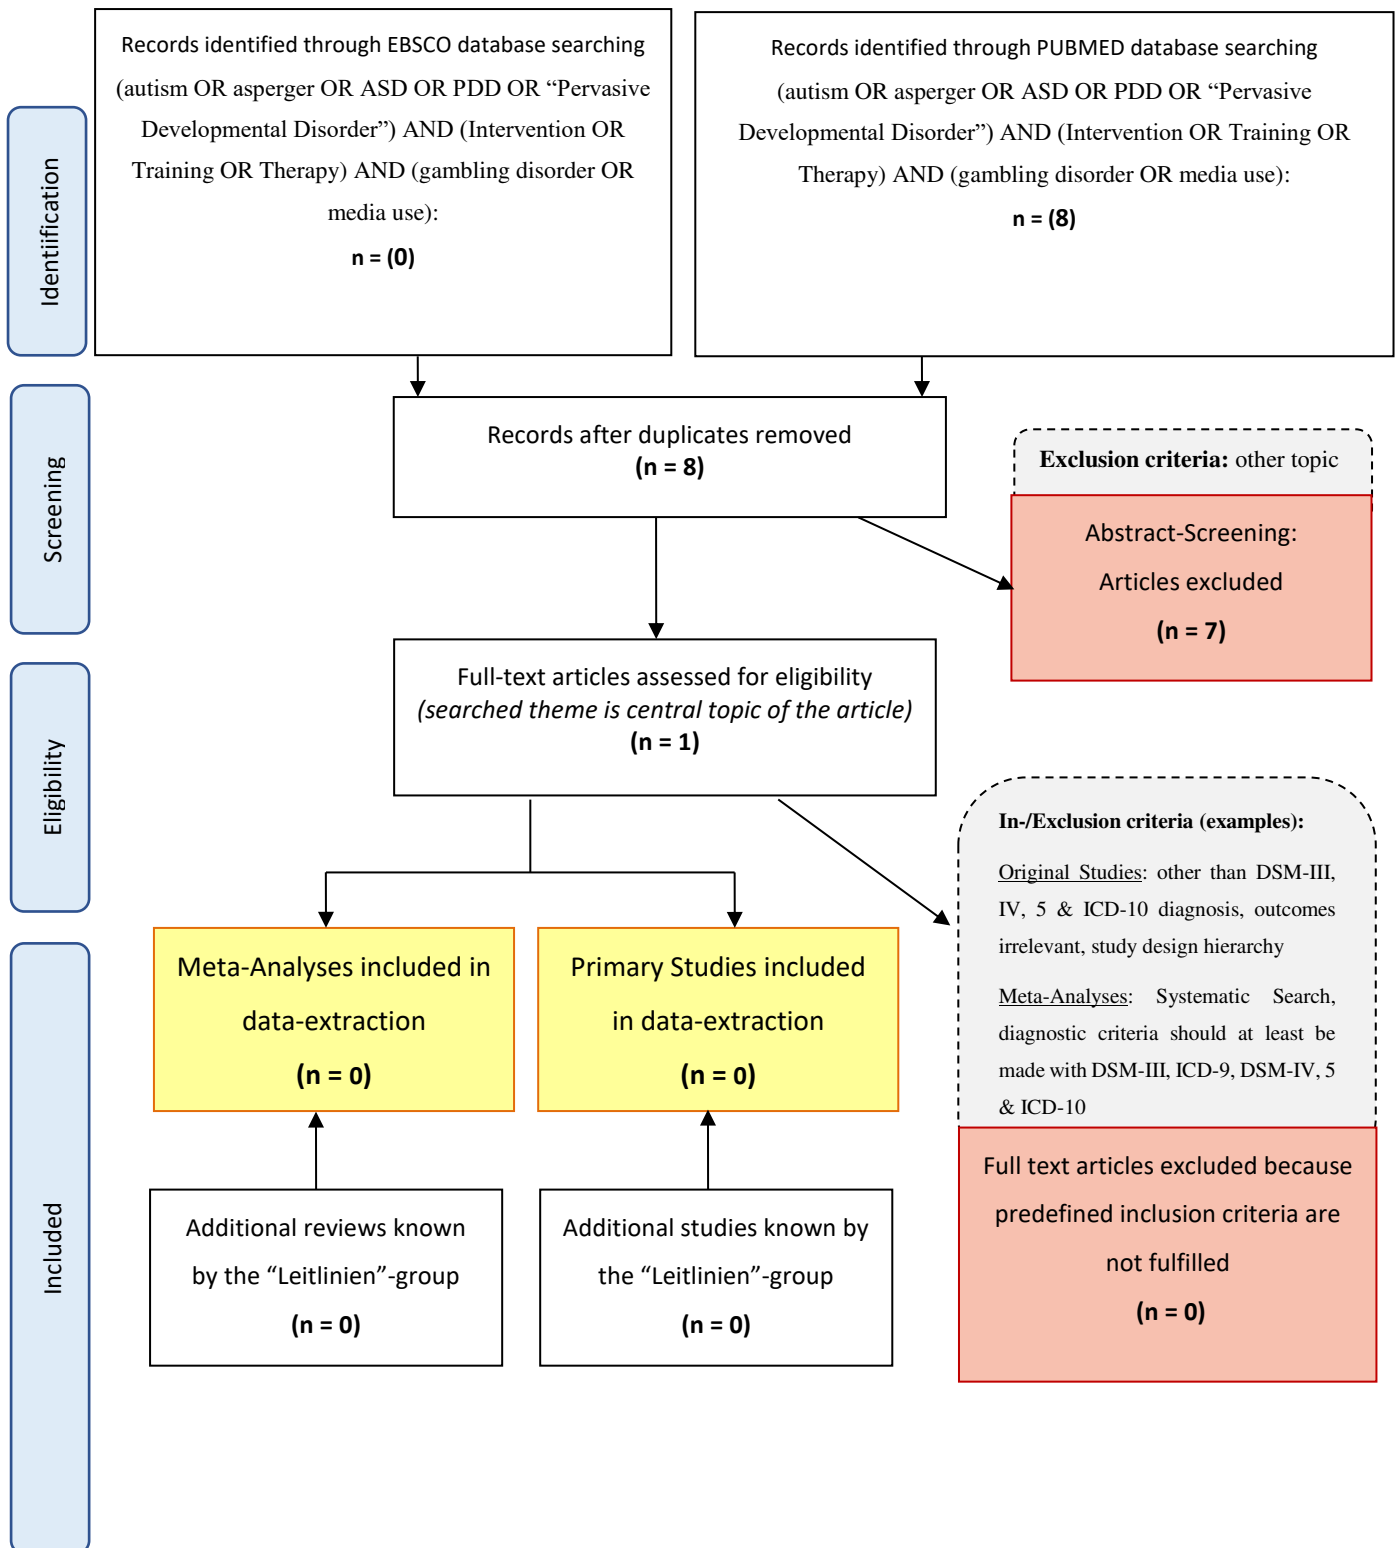 Records identified through EBSCO database searching
(autism OR asperger OR ASD OR PDD OR “Pervasive
Developmental Disorder”) AND (Intervention OR
Training OR Therapy) AND (gambling disorder OR
media use):
n = (0)
Records identified through PUBMED database searching
(autism OR asperger OR ASD OR PDD OR “Pervasive
Developmental Disorder”) AND (Intervention OR Training OR
Therapy) AND (gambling disorder OR media use):
n = (8)
Identiification
Records after duplicates removed
(n = 8)
Screening
Exclusion criteria: other topic
Abstract-Screening:
Articles excluded
(n = 7)
Full-text articles assessed for eligibility
(searched theme is central topic of the article)
(n = 1)
Eligibility
In-/Exclusion criteria (examples):
Original Studies: other than DSM-III,
IV, 5 & ICD-10 diagnosis, outcomes
irrelevant, study design hierarchy
Meta-Analyses: Systematic Search,
diagnostic criteria should at least be
made with DSM-III, ICD-9, DSM-IV, 5
& ICD-10
Full text articles excluded because
predefined inclusion criteria are
not fulfilled
(n = 0)
Meta-Analyses included in
data-extraction
(n = 0)
Primary Studies included
in data-extraction
(n = 0)
Included
Additional reviews known
by the “Leitlinien”-group
(n = 0)
Additional studies known by
the “Leitlinien”-group
(n = 0)